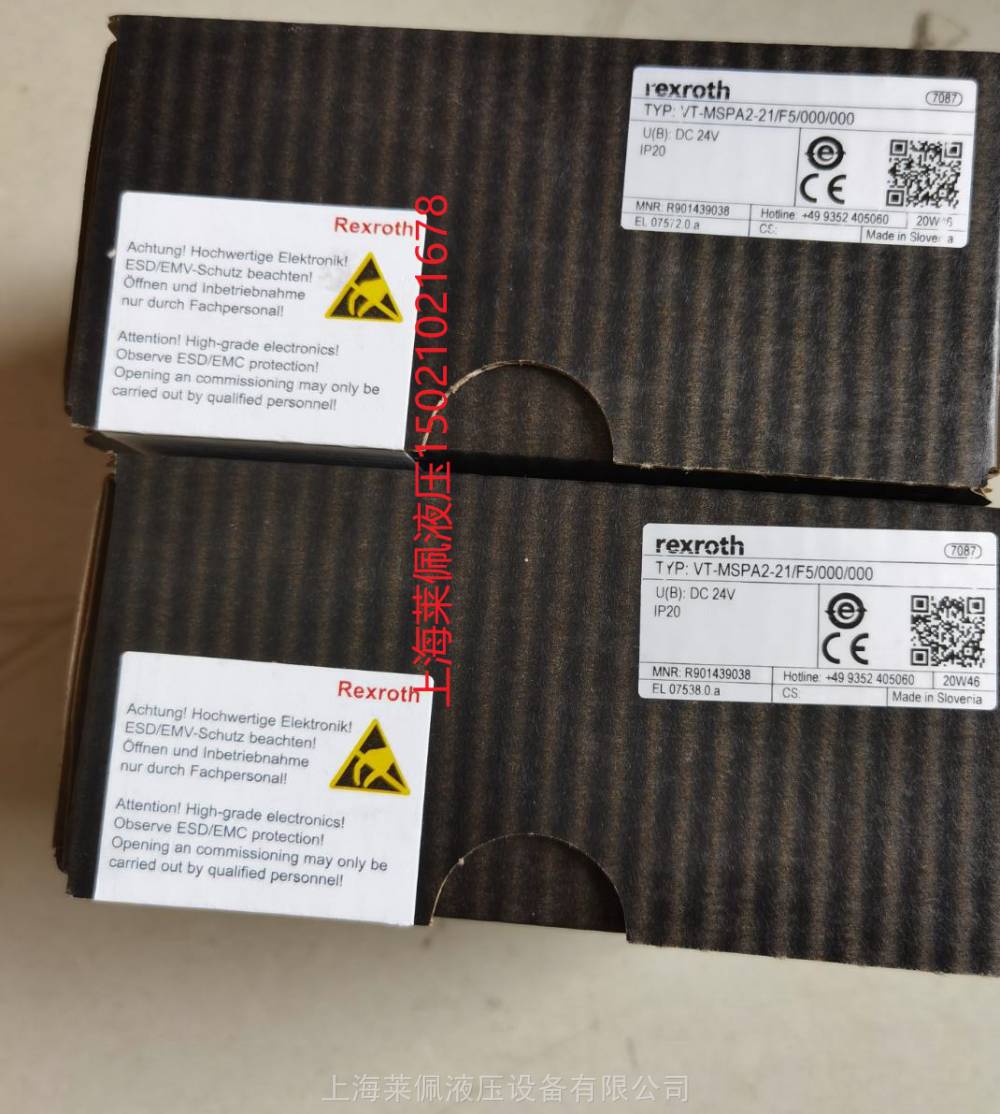 rexroth
7087
TYP: VT-MSPA2-21/F5/000/000
U(B): DC 24V
IP20
CE
MNR: R901439038
Hotline: +49 9352 405060
EL 07572.0.a
CS:
Made in Slovenia
Rexroth
Achtung! Hochwertige Elektronik!
ESD/EMV-Schutz beachten!
Öffnen und Inbetriebnahme
nur durch Fachpersonal!
Attention! High-grade electronics!
Observe ESD/EMC protection!
Opening an commissioning may only be
carried out by qualified personnel!
上海莱佩液压15021021678
rexroth
7087
TYP: VT-MSPA2-21/F5/000/000
U(B): DC 24V
IP20
CE
MNR: R901439038
Hotline: +49 9352 405060
20W46
EL 07538.0.a
CS:
Made in Slovenia
Rexroth
Achtung! Hochwertige Elektronik!
ESD/EMV-Schutz beachten!
Öffnen und Inbetriebnahme
nur durch Fachpersonal!
Attention! High-grade electronics!
Observe ESD/EMC protection!
Opening an commissioning may only be
carried out by qualified personnel!
上海莱佩液压设备有限公司